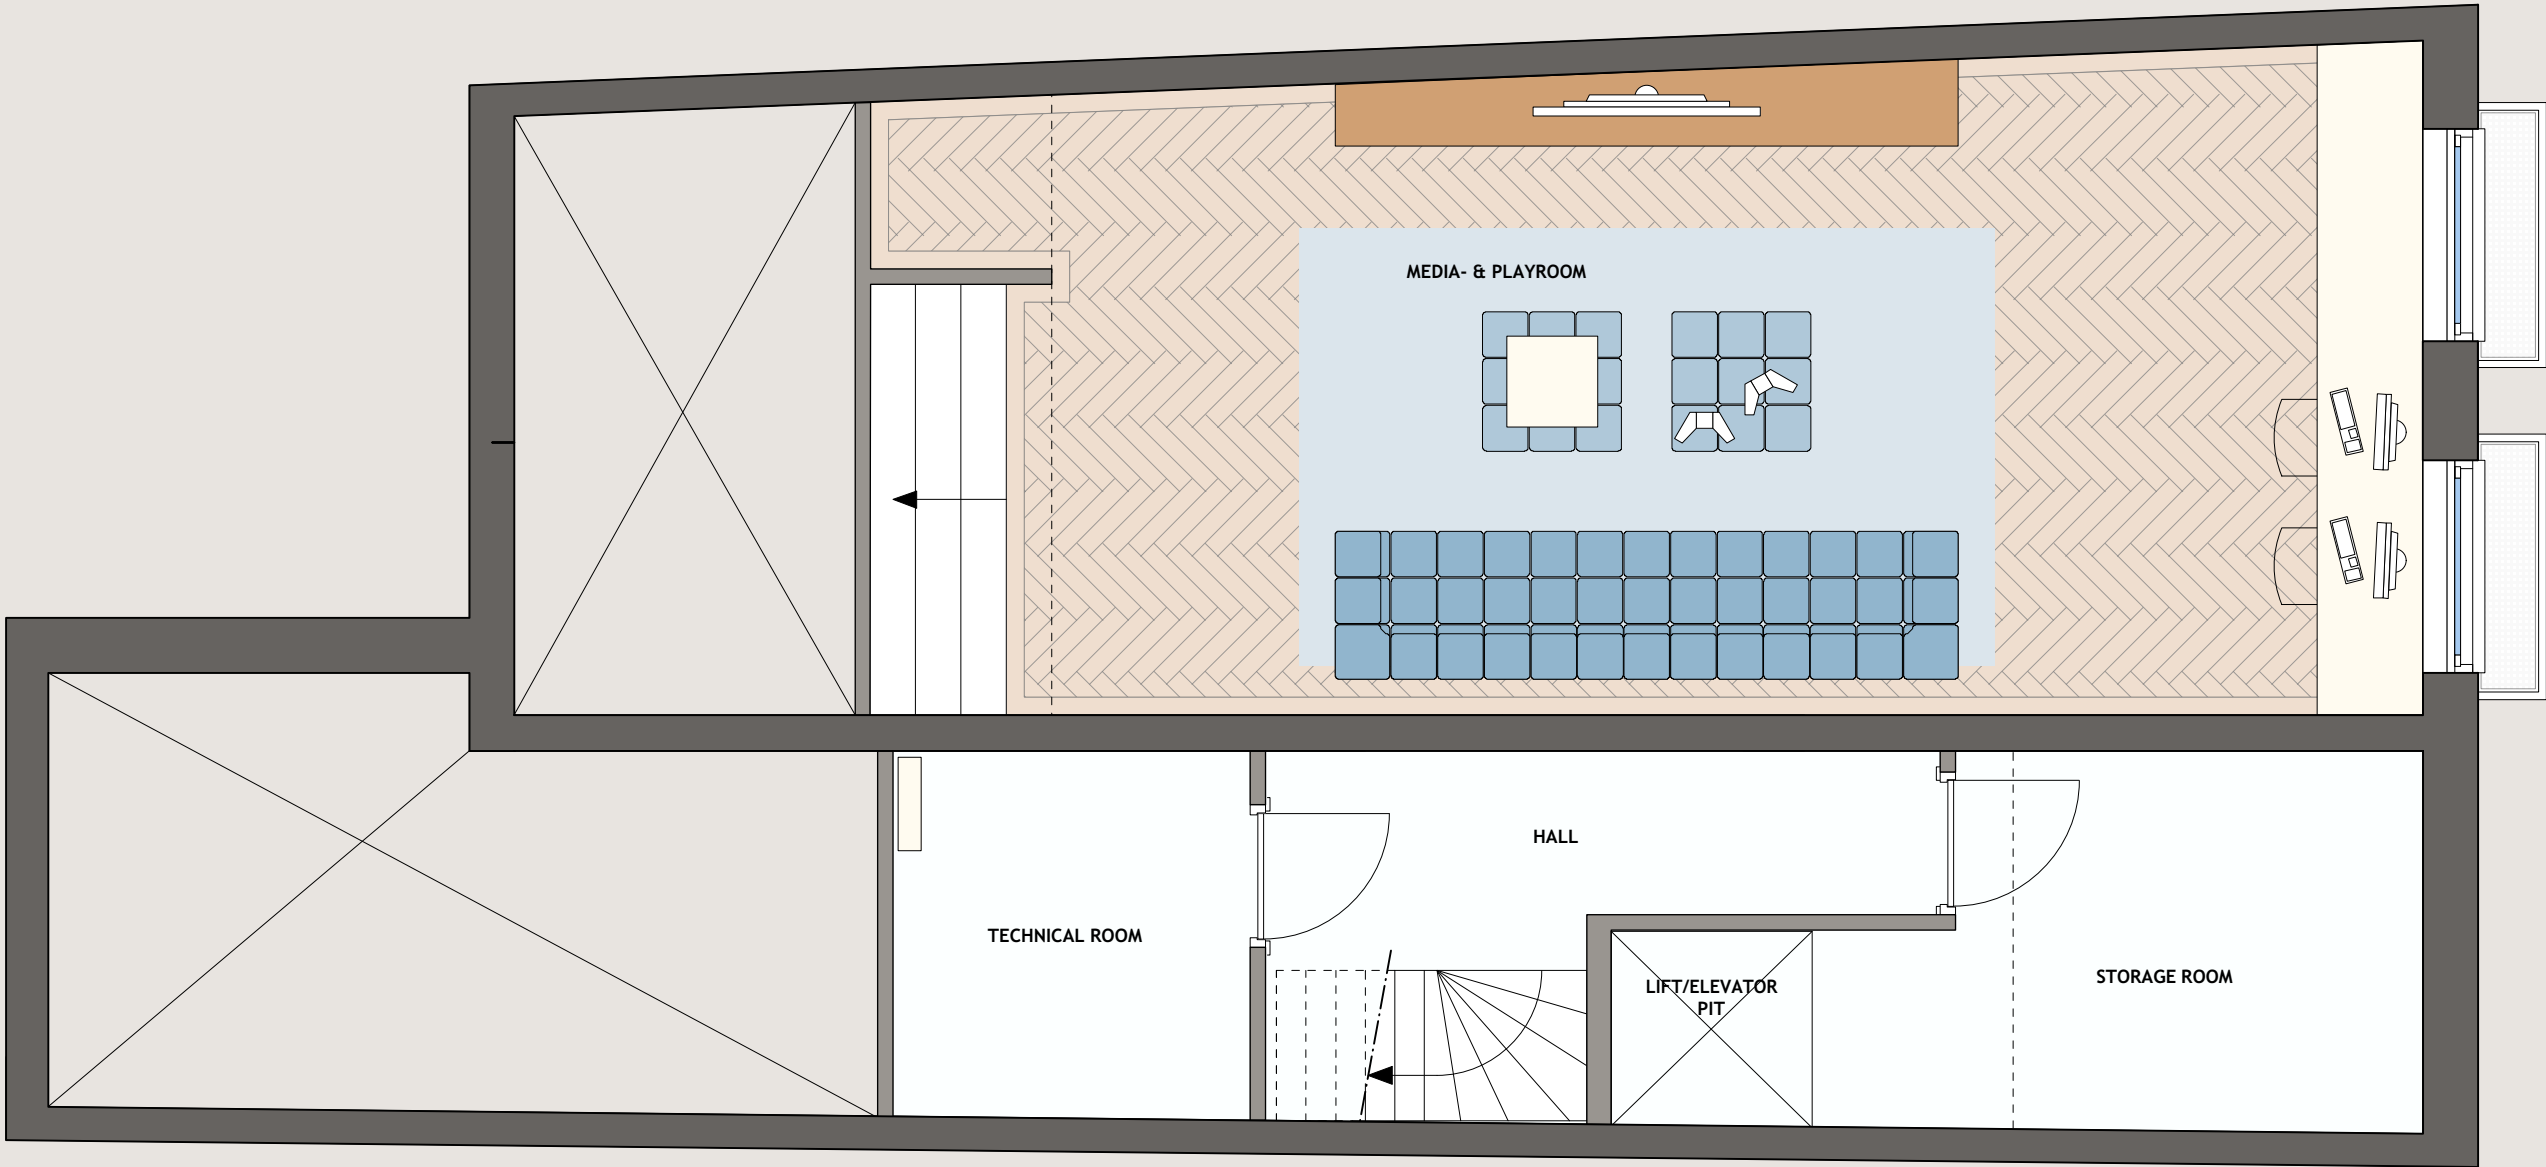 MEDIA- & PLAYROOM
HALL
TECHNICAL ROOM
LIFT/ELEVATOR
PIT
STORAGE ROOM